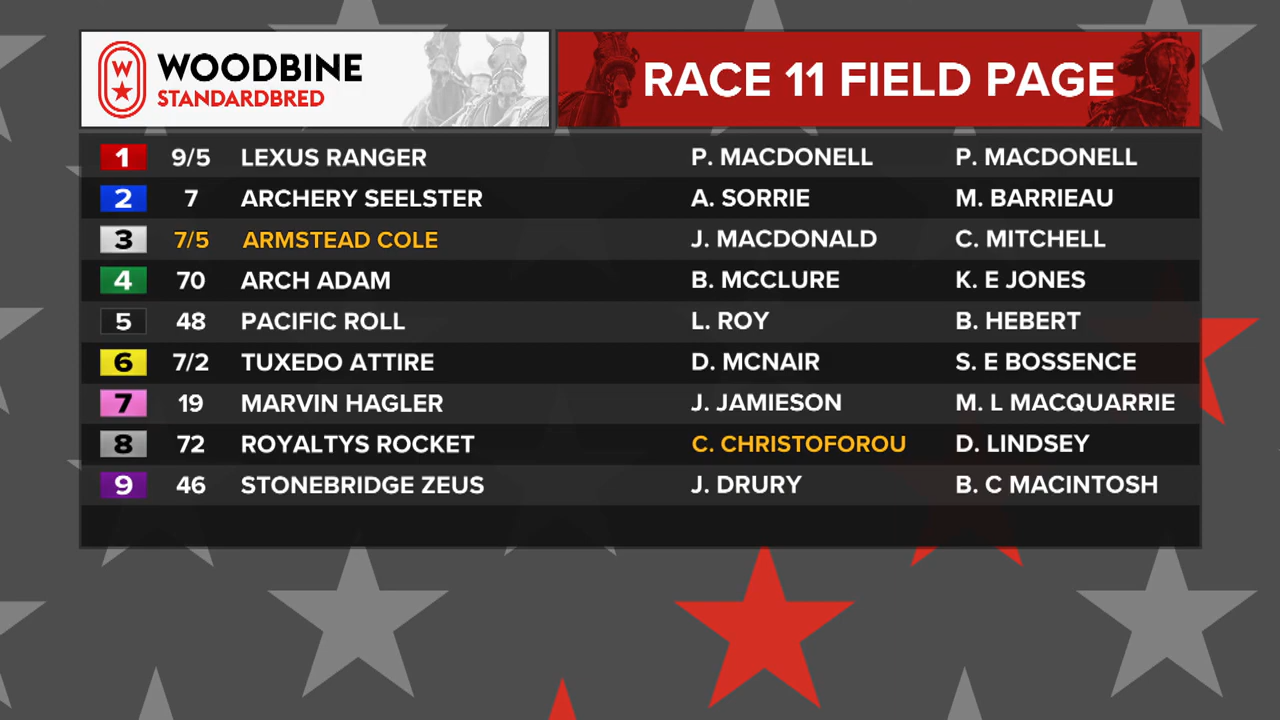 W
WOODBINE
STANDARDBRED
RACE 11 FIELD PAGE
1 9/5 LEXUS RANGER P. MACDONELL P. MACDONELL
2 7 ARCHERY SEELSTER A. SORRIE M. BARRIEAU
3 7/5 ARMSTEAD COLE J. MACDONALD C. MITCHELL
4 70 ARCH ADAM B. MCCLURE K. E JONES
5 48 PACIFIC ROLL L. ROY B. HEBERT
6 7/2 TUXEDO ATTIRE D. MCNAIR S. E BOSSENCE
7 19 MARVIN HAGLER J. JAMIESON M. L MACQUARRIE
8 72 ROYALTYS ROCKET C. CHRISTOFOROU D. LINDSEY
9 46 STONEBRIDGE ZEUS J. DRURY B. C MACINTOSH